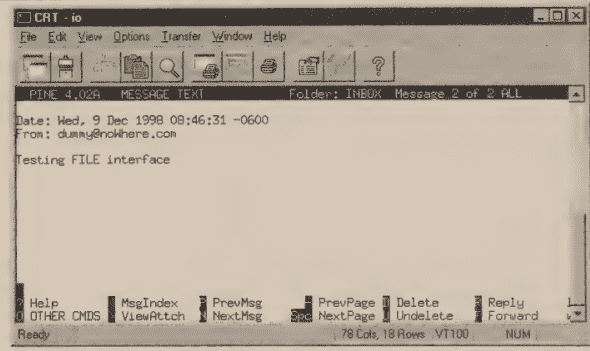 CRT - io
File Edit View Options Transfer Window Help
PINE 4.02A MESSAGE TEXT Folder: INBOX Message 2 of 2 ALL
Date: Wed, 9 Dec 1998 08:46:31 -0600
From: dummy@noWhere.com
Testing FILE interface
? Help MsgIndex P PrevMsg - PrevPage D Delete R Reply
O OTHER CMDS V ViewAttch N NextMsg Spc NextPage U Undelete F Forward
Ready 78 Cols, 18 Rows VT100 NUM